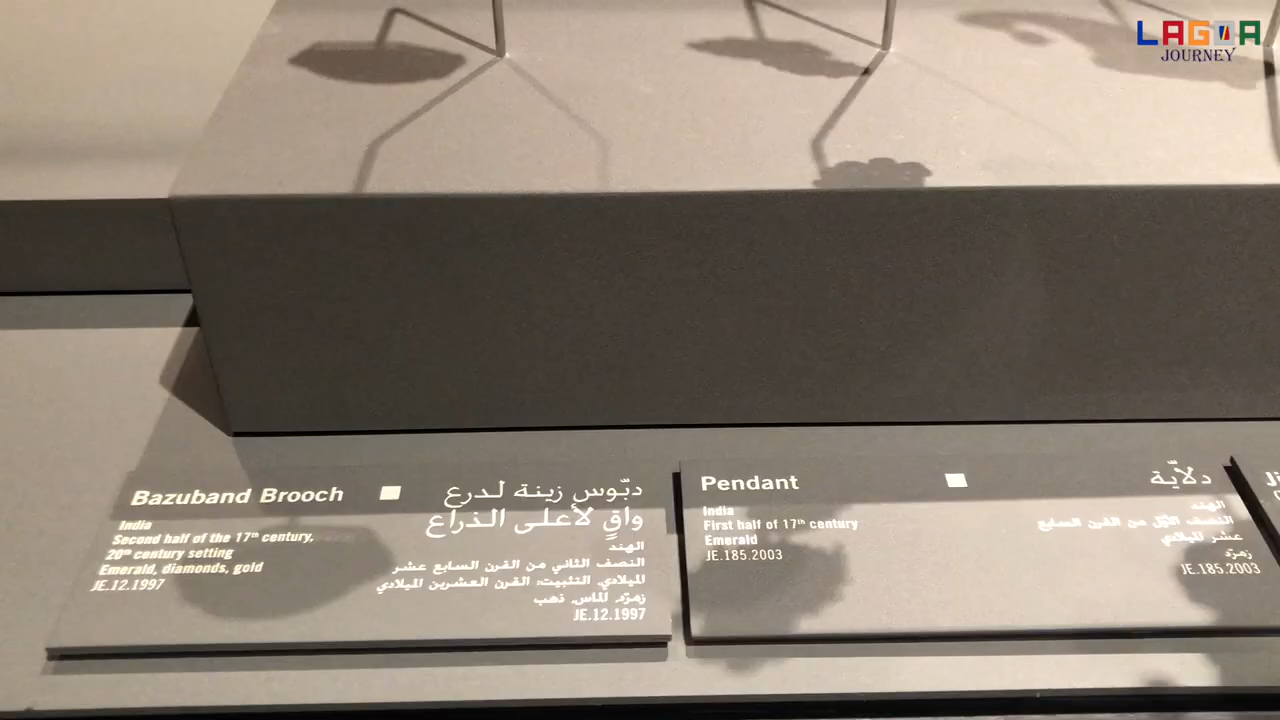 LAGOA
JOURNEY
Bazuband Brooch
India
Second half of the 17th century,
20th century setting
Emerald, diamonds, gold
JE.12.1997
دبّوس زينة لدرع
واقٍ لأعلى الذراع
الهند
النصف الثاني من القرن السابع عشر
الميلادي، التثبيت: القرن العشرين الميلادي
زمرّد، ألماس، ذهب
JE.12.1997
Pendant
India
First half of 17th century
Emerald
JE.185.2003
دلاّية
الهند
النصف الأوّل من القرن السابع
عشر الميلادي
زمرّد
JE.185.2003